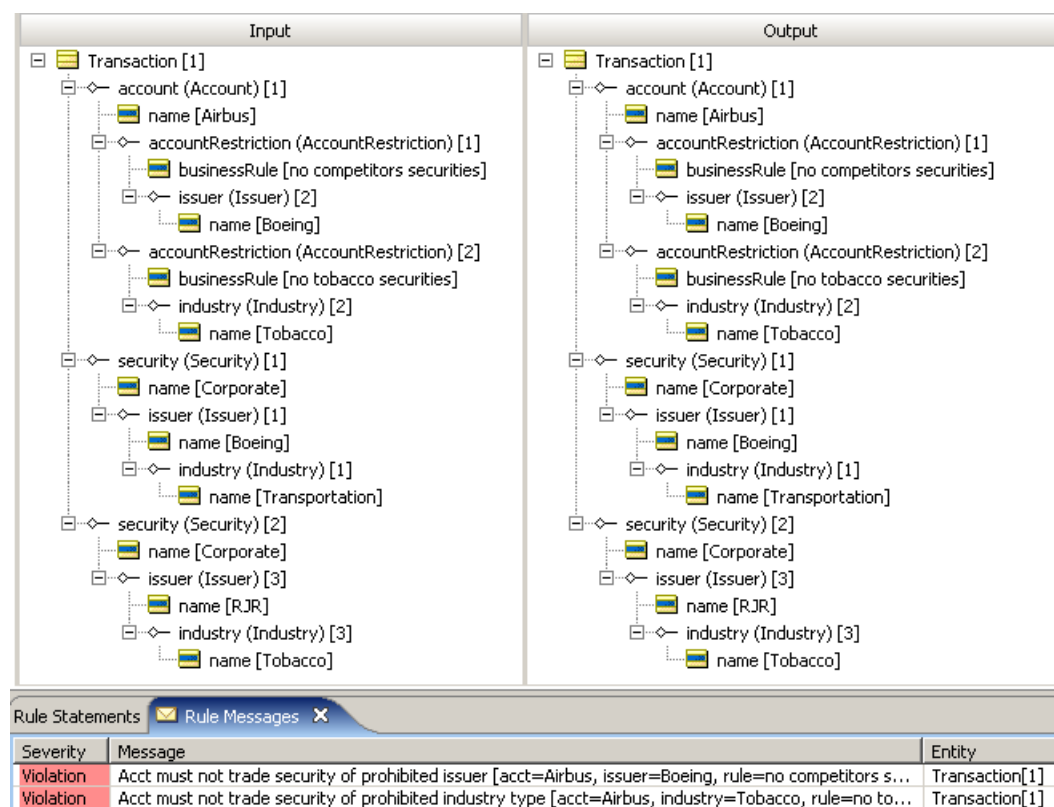 Input
Transaction [1]
account (Account) [1]
name [Airbus]
accountRestriction (AccountRestriction) [1]
businessRule [no competitors securities]
issuer (Issuer) [2]
name [Boeing]
accountRestriction (AccountRestriction) [2]
businessRule [no tobacco securities]
industry (Industry) [2]
name [Tobacco]
security (Security) [1]
name [Corporate]
issuer (Issuer) [1]
name [Boeing]
industry (Industry) [1]
name [Transportation]
security (Security) [2]
name [Corporate]
issuer (Issuer) [3]
name [RJR]
industry (Industry) [3]
name [Tobacco]
Output
Transaction [1]
account (Account) [1]
name [Airbus]
accountRestriction (AccountRestriction) [1]
businessRule [no competitors securities]
issuer (Issuer) [2]
name [Boeing]
accountRestriction (AccountRestriction) [2]
businessRule [no tobacco securities]
industry (Industry) [2]
name [Tobacco]
security (Security) [1]
name [Corporate]
issuer (Issuer) [1]
name [Boeing]
industry (Industry) [1]
name [Transportation]
security (Security) [2]
name [Corporate]
issuer (Issuer) [3]
name [RJR]
industry (Industry) [3]
name [Tobacco]
Rule Statements Rule Messages
Severity Message Entity
Violation Acct must not trade security of prohibited issuer [acct=Airbus, issuer=Boeing, rule=no competitors s... Transaction[1]
Violation Acct must not trade security of prohibited industry type [acct=Airbus, industry=Tobacco, rule=no to... Transaction[1]